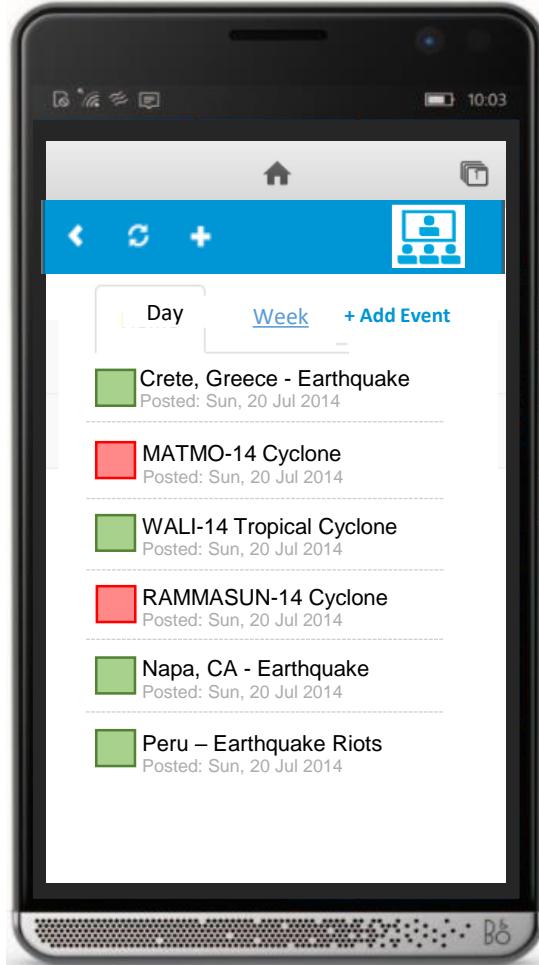 10:03
1
Day
Week
+ Add Event
Crete, Greece - Earthquake
Posted: Sun, 20 Jul 2014
MATMO-14 Cyclone
Posted: Sun, 20 Jul 2014
WALI-14 Tropical Cyclone
Posted: Sun, 20 Jul 2014
RAMMASUN-14 Cyclone
Posted: Sun, 20 Jul 2014
Napa, CA - Earthquake
Posted: Sun, 20 Jul 2014
Peru – Earthquake Riots
Posted: Sun, 20 Jul 2014
B&O